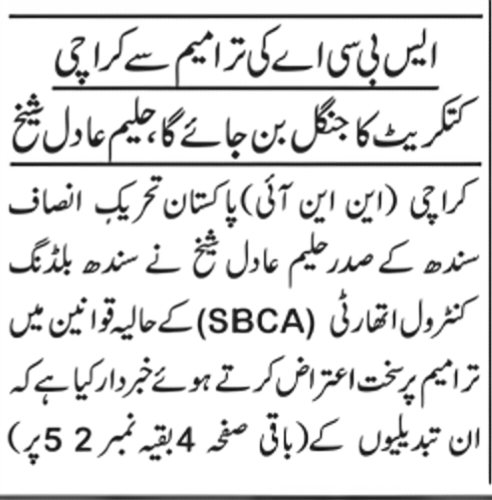 ایس بی سی اے کی ترامیم سے کراچی
کنکریٹ کا جنگل بن جائے گا، حلیم عادل شیخ
کراچی (این این آئی) پاکستان تحریک انصاف
سندھ کے صدر حلیم عادل شیخ نے سندھ بلڈنگ
کنٹرول اتھارٹی (SBCA) کے حالیہ قوانین میں
ترامیم پر سخت اعتراض کرتے ہوئے خبردار کیا ہے کہ
ان تبدیلیوں کے (باقی صفحہ 4 بقیہ نمبر 2 5 پر)